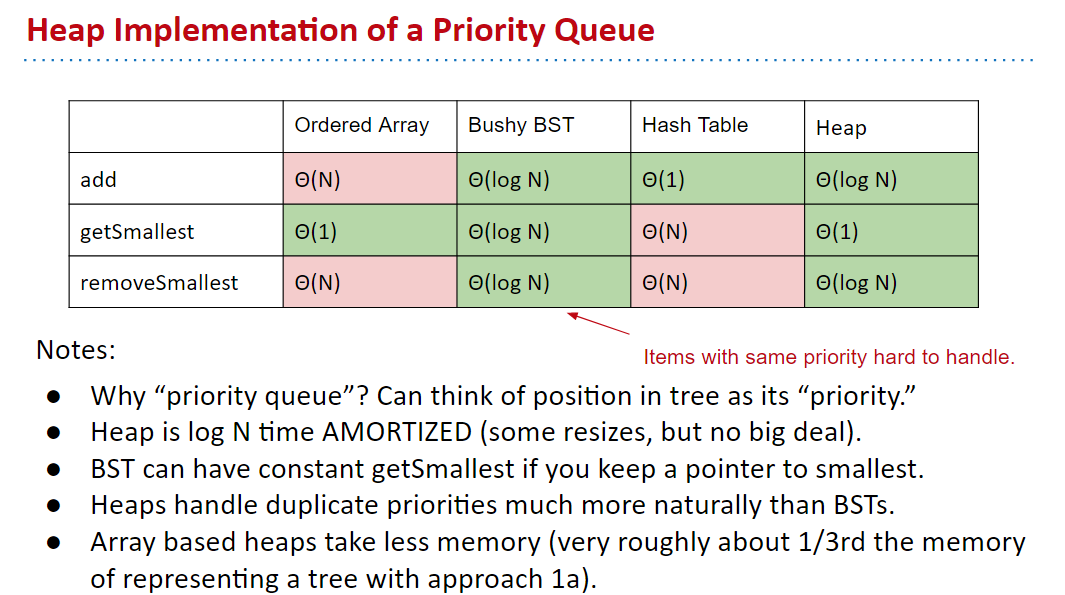 Heap Implementation of a Priority Queue
Ordered Array Bushy BST Hash Table Heap
add Θ(N) Θ(log N) Θ(1) Θ(log N)
getSmallest Θ(1) Θ(log N) Θ(N) Θ(1)
removeSmallest Θ(N) Θ(log N) Θ(N) Θ(log N)
Items with same priority hard to handle.
Notes:
● Why “priority queue”? Can think of position in tree as its “priority.”
● Heap is log N time AMORTIZED (some resizes, but no big deal).
● BST can have constant getSmallest if you keep a pointer to smallest.
● Heaps handle duplicate priorities much more naturally than BSTs.
● Array based heaps take less memory (very roughly about 1/3rd the memory
of representing a tree with approach 1a).